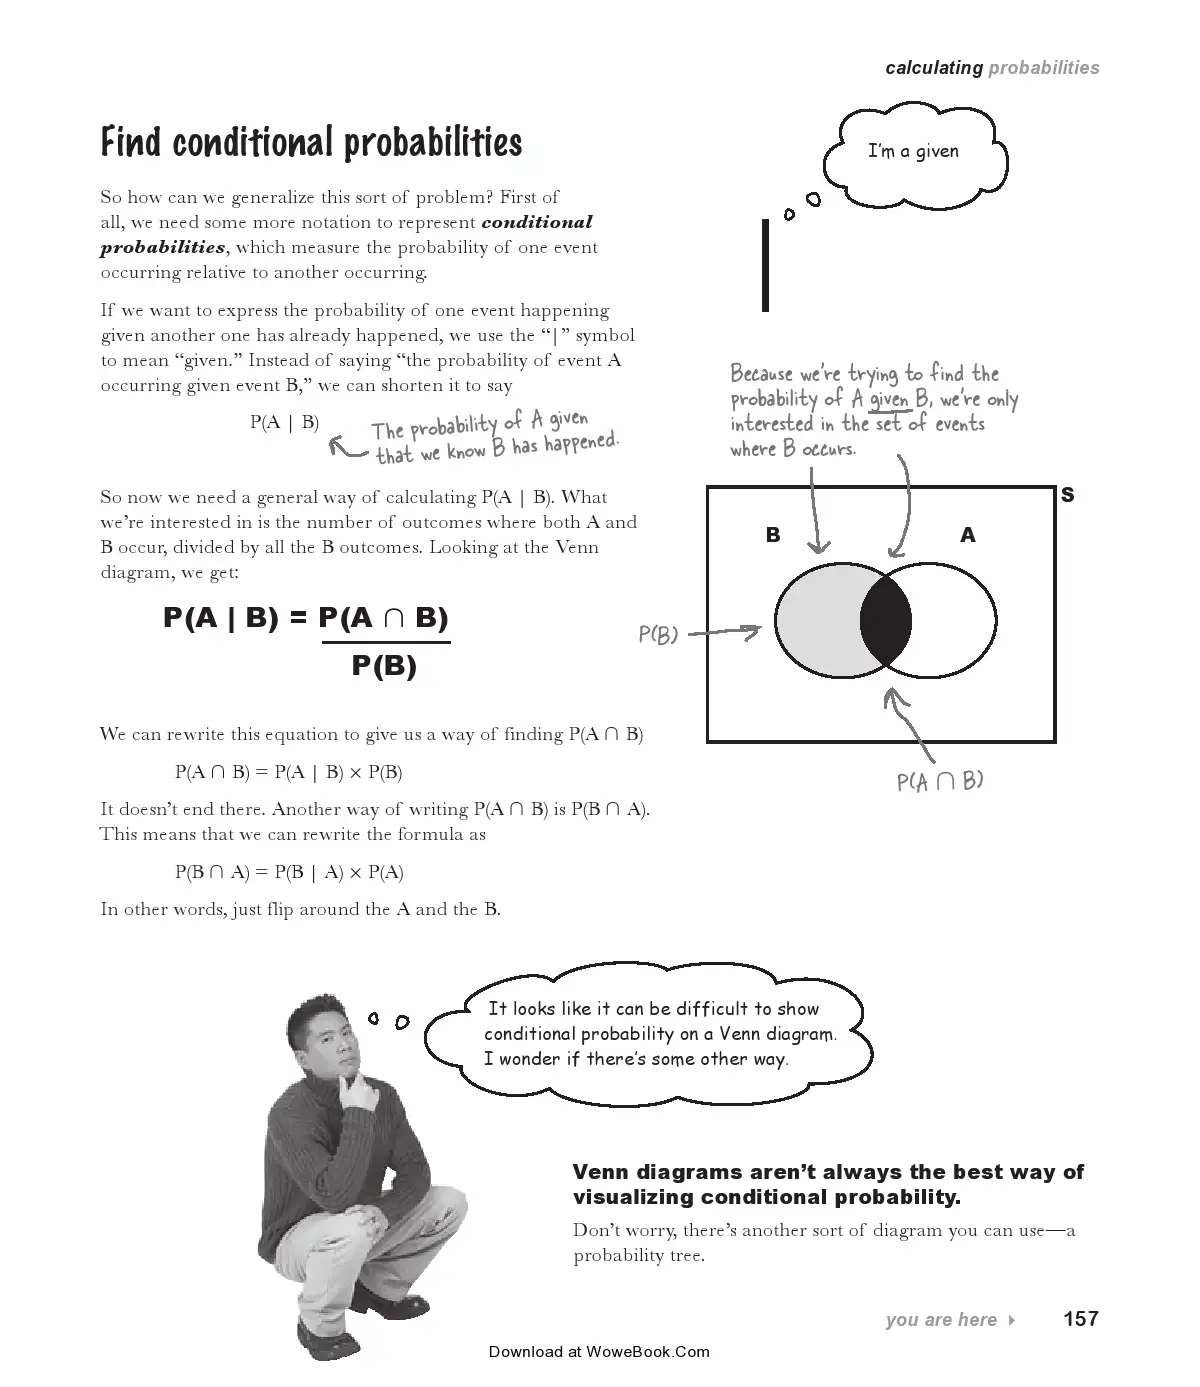 calculating probabilities
Find conditional probabilities
I'm a given
So how can we generalize this sort of problem? First of
all, we need some more notation to represent conditional
probabilities, which measure the probability of one event
occurring relative to another occurring.
If we want to express the probability of one event happening
given another one has already happened, we use the “|” symbol
to mean “given.” Instead of saying “the probability of event A
occurring given event B,” we can shorten it to say
P(A | B)
The probability of A given
that we know B has happened.
Because we're trying to find the
probability of A given B, we're only
interested in the set of events
where B occurs.
So now we need a general way of calculating P(A | B). What
we’re interested in is the number of outcomes where both A and
B occur, divided by all the B outcomes. Looking at the Venn
diagram, we get:
P(A | B) = P(A ∩ B)
P(B)
S
B
A
P(B)
P(A ∩ B)
We can rewrite this equation to give us a way of finding P(A ∩ B)
P(A ∩ B) = P(A | B) × P(B)
It doesn’t end there. Another way of writing P(A ∩ B) is P(B ∩ A).
This means that we can rewrite the formula as
P(B ∩ A) = P(B | A) × P(A)
In other words, just flip around the A and the B.
It looks like it can be difficult to show
conditional probability on a Venn diagram.
I wonder if there's some other way.
Venn diagrams aren’t always the best way of
visualizing conditional probability.
Don’t worry, there’s another sort of diagram you can use—a
probability tree.
you are here 157
Download at WoweBook.Com